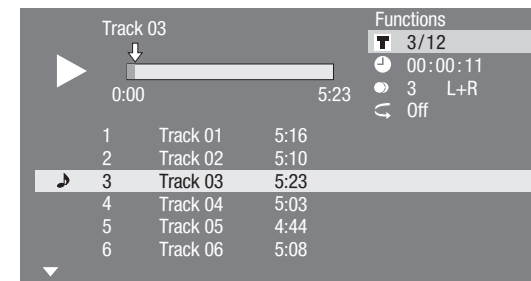 Track 03
0:00 5:23
Functions
T 3/12
00:00:11
3 L+R
Off
1 Track 01 5:16
2 Track 02 5:10
3 Track 03 5:23
4 Track 04 5:03
5 Track 05 4:44
6 Track 06 5:08